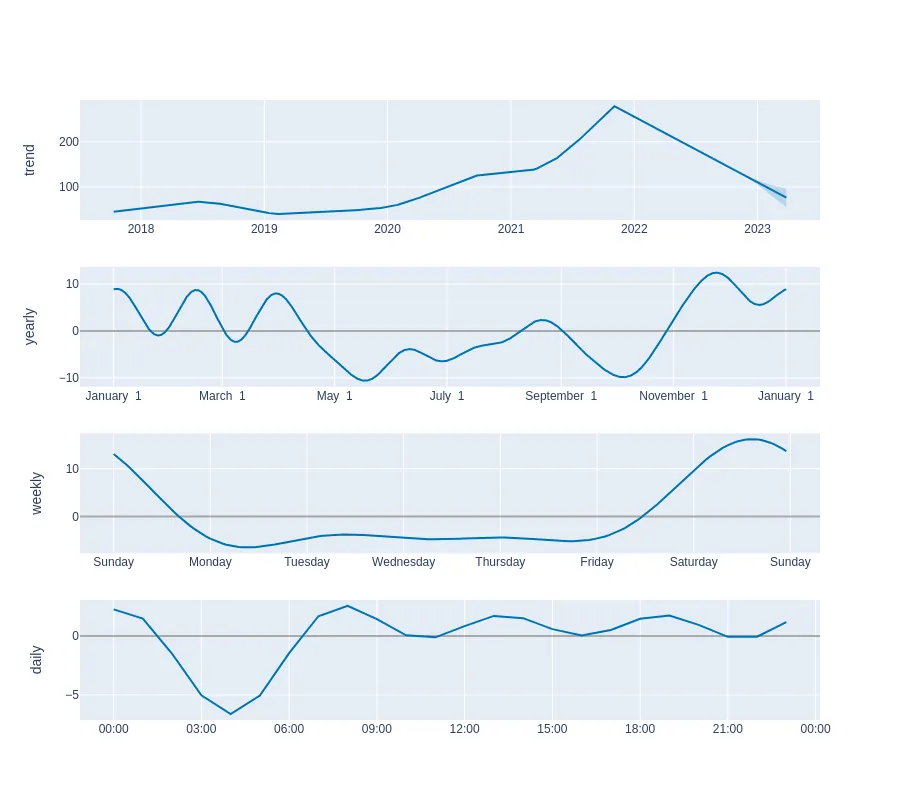 trend
200
100
2018 2019 2020 2021 2022 2023
yearly
10
0
−10
January 1 March 1 May 1 July 1 September 1 November 1 January 1
weekly
10
0
Sunday Monday Tuesday Wednesday Thursday Friday Saturday Sunday
daily
0
−5
00:00 03:00 06:00 09:00 12:00 15:00 18:00 21:00 00:00